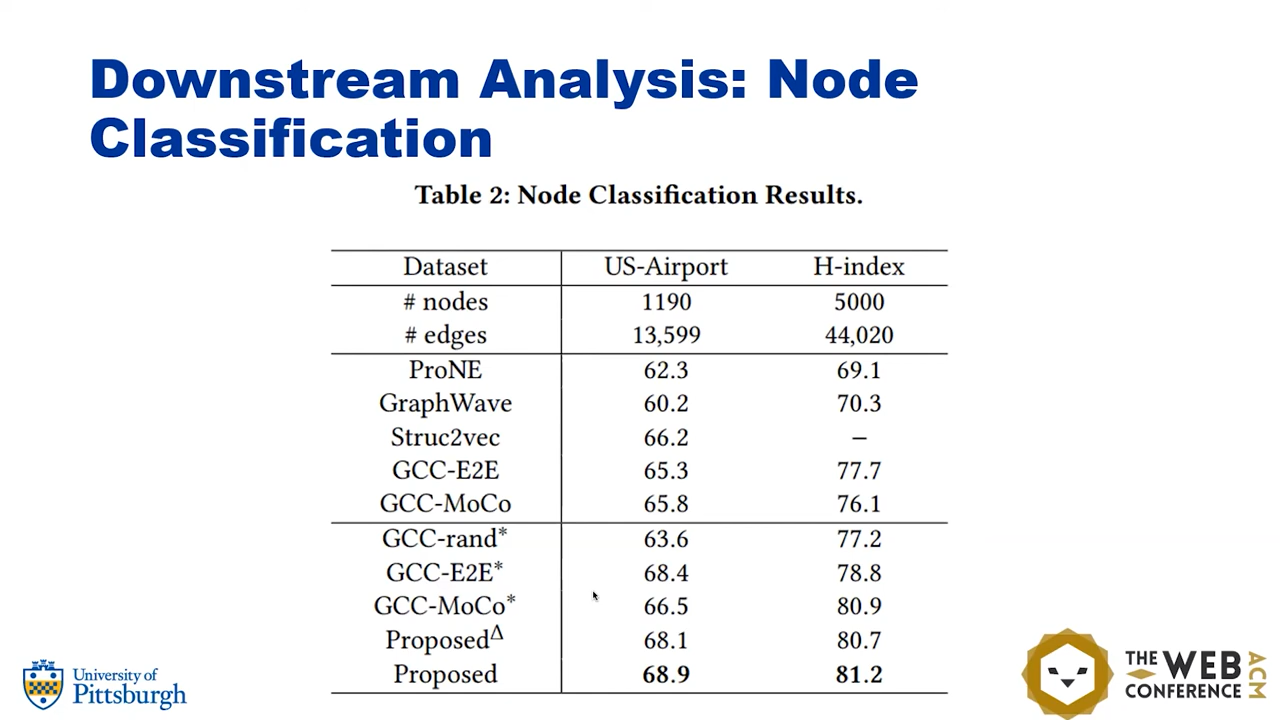 Downstream Analysis: Node
Classification
Table 2: Node Classification Results.
Dataset US-Airport H-index
# nodes 1190 5000
# edges 13,599 44,020
ProNE 62.3 69.1
GraphWave 60.2 70.3
Struc2vec 66.2 –
GCC-E2E 65.3 77.7
GCC-MoCo 65.8 76.1
GCC-rand* 63.6 77.2
GCC-E2E* 68.4 78.8
GCC-MoCo* 66.5 80.9
Proposed^Δ 68.1 80.7
Proposed 68.9 81.2
University of
Pittsburgh
THE WEB
CONFERENCE
ACM